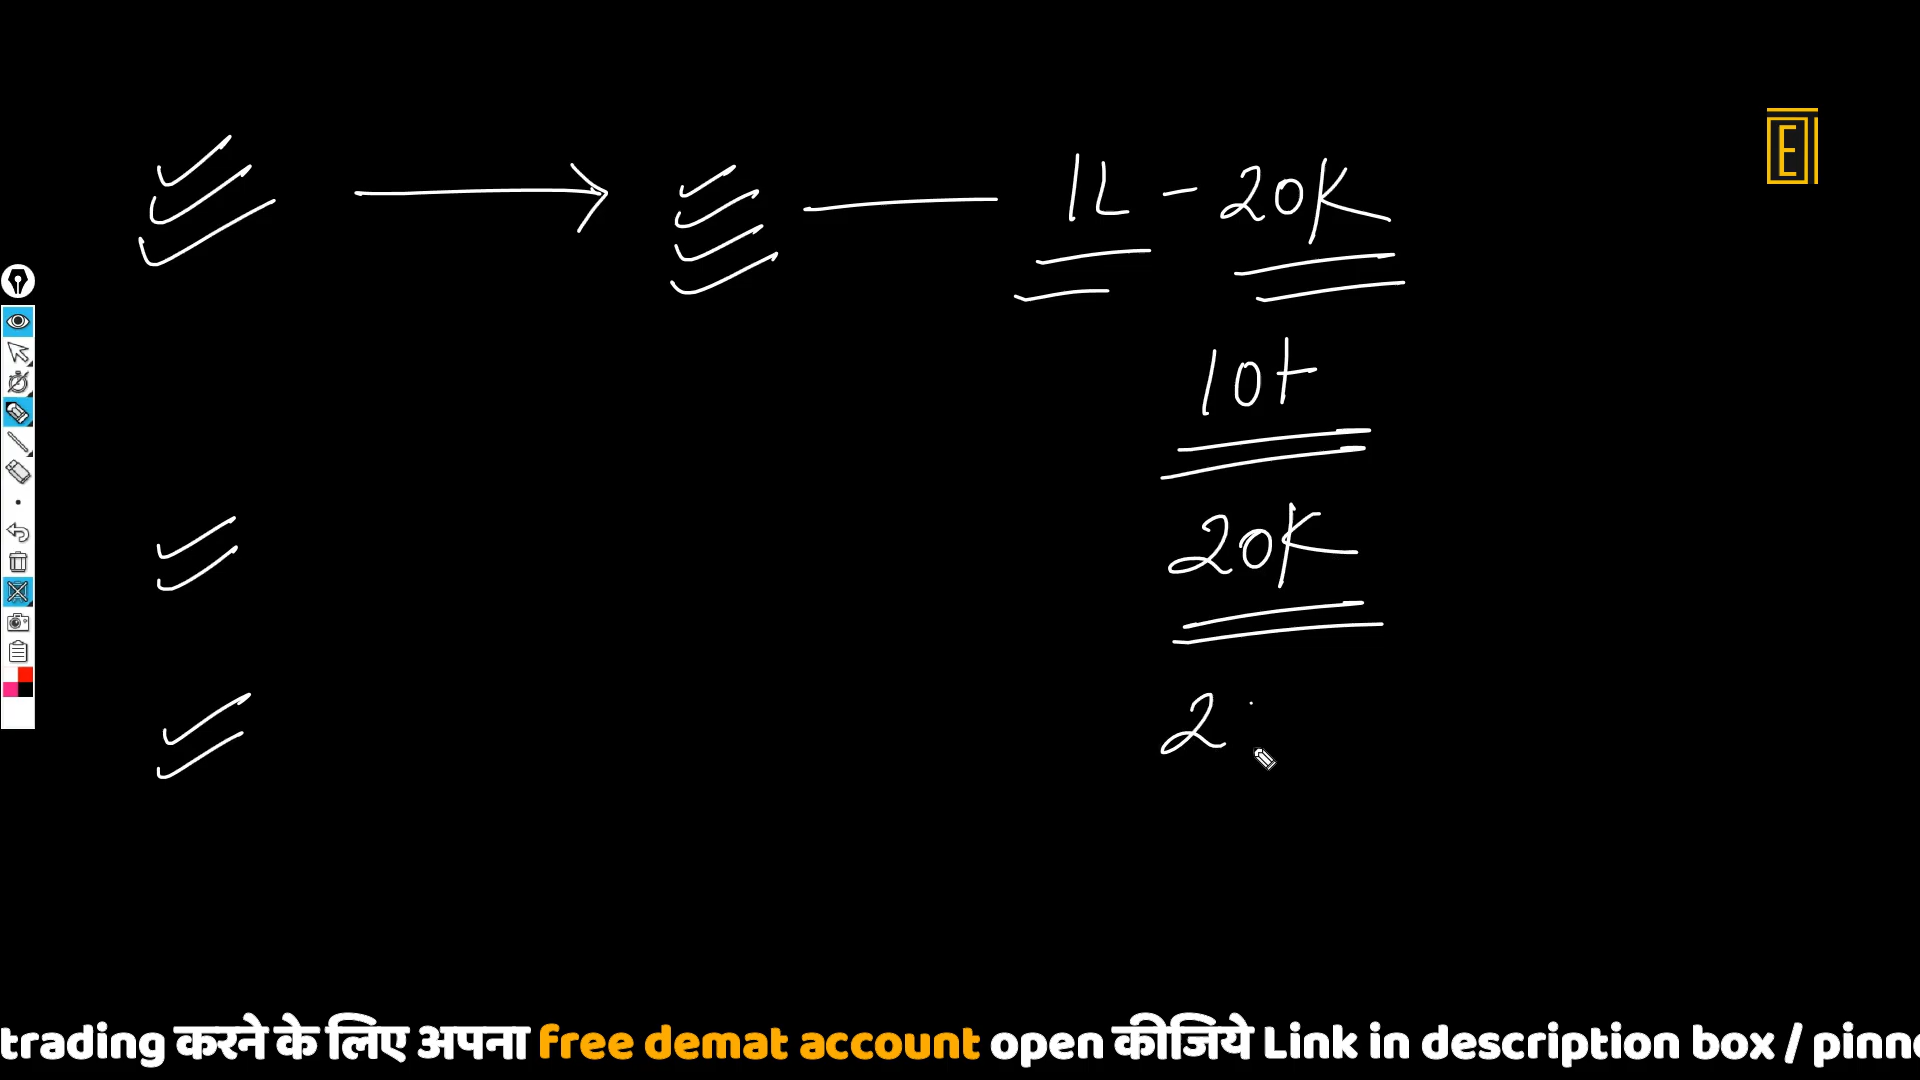 E
1L - 20K
10t
20K
2
trading करने के लिए अपना free demat account open कीजिये Link in description box / pinne